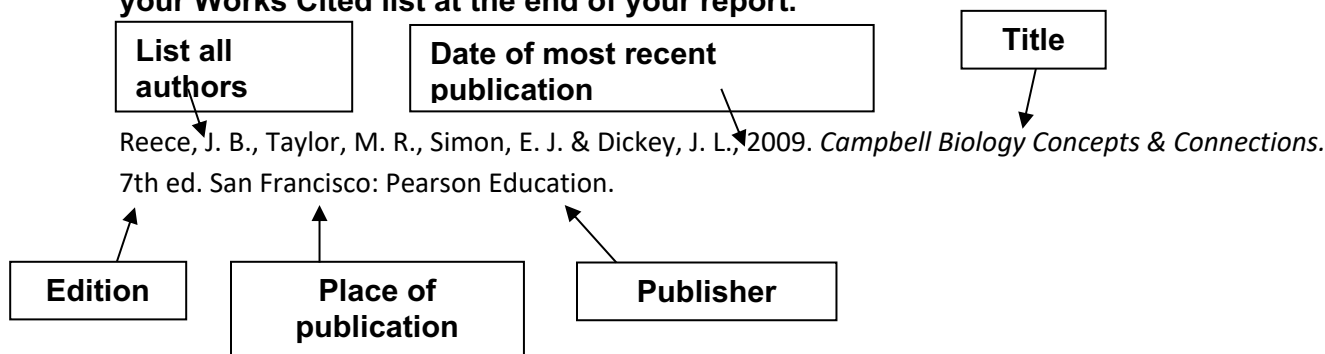 your Works Cited list at the end of your report.
List all
authors
Date of most recent
publication
Title
Reece, J. B., Taylor, M. R., Simon, E. J. & Dickey, J. L., 2009. Campbell Biology Concepts & Connections.
7th ed. San Francisco: Pearson Education.
Edition
Place of
publication
Publisher